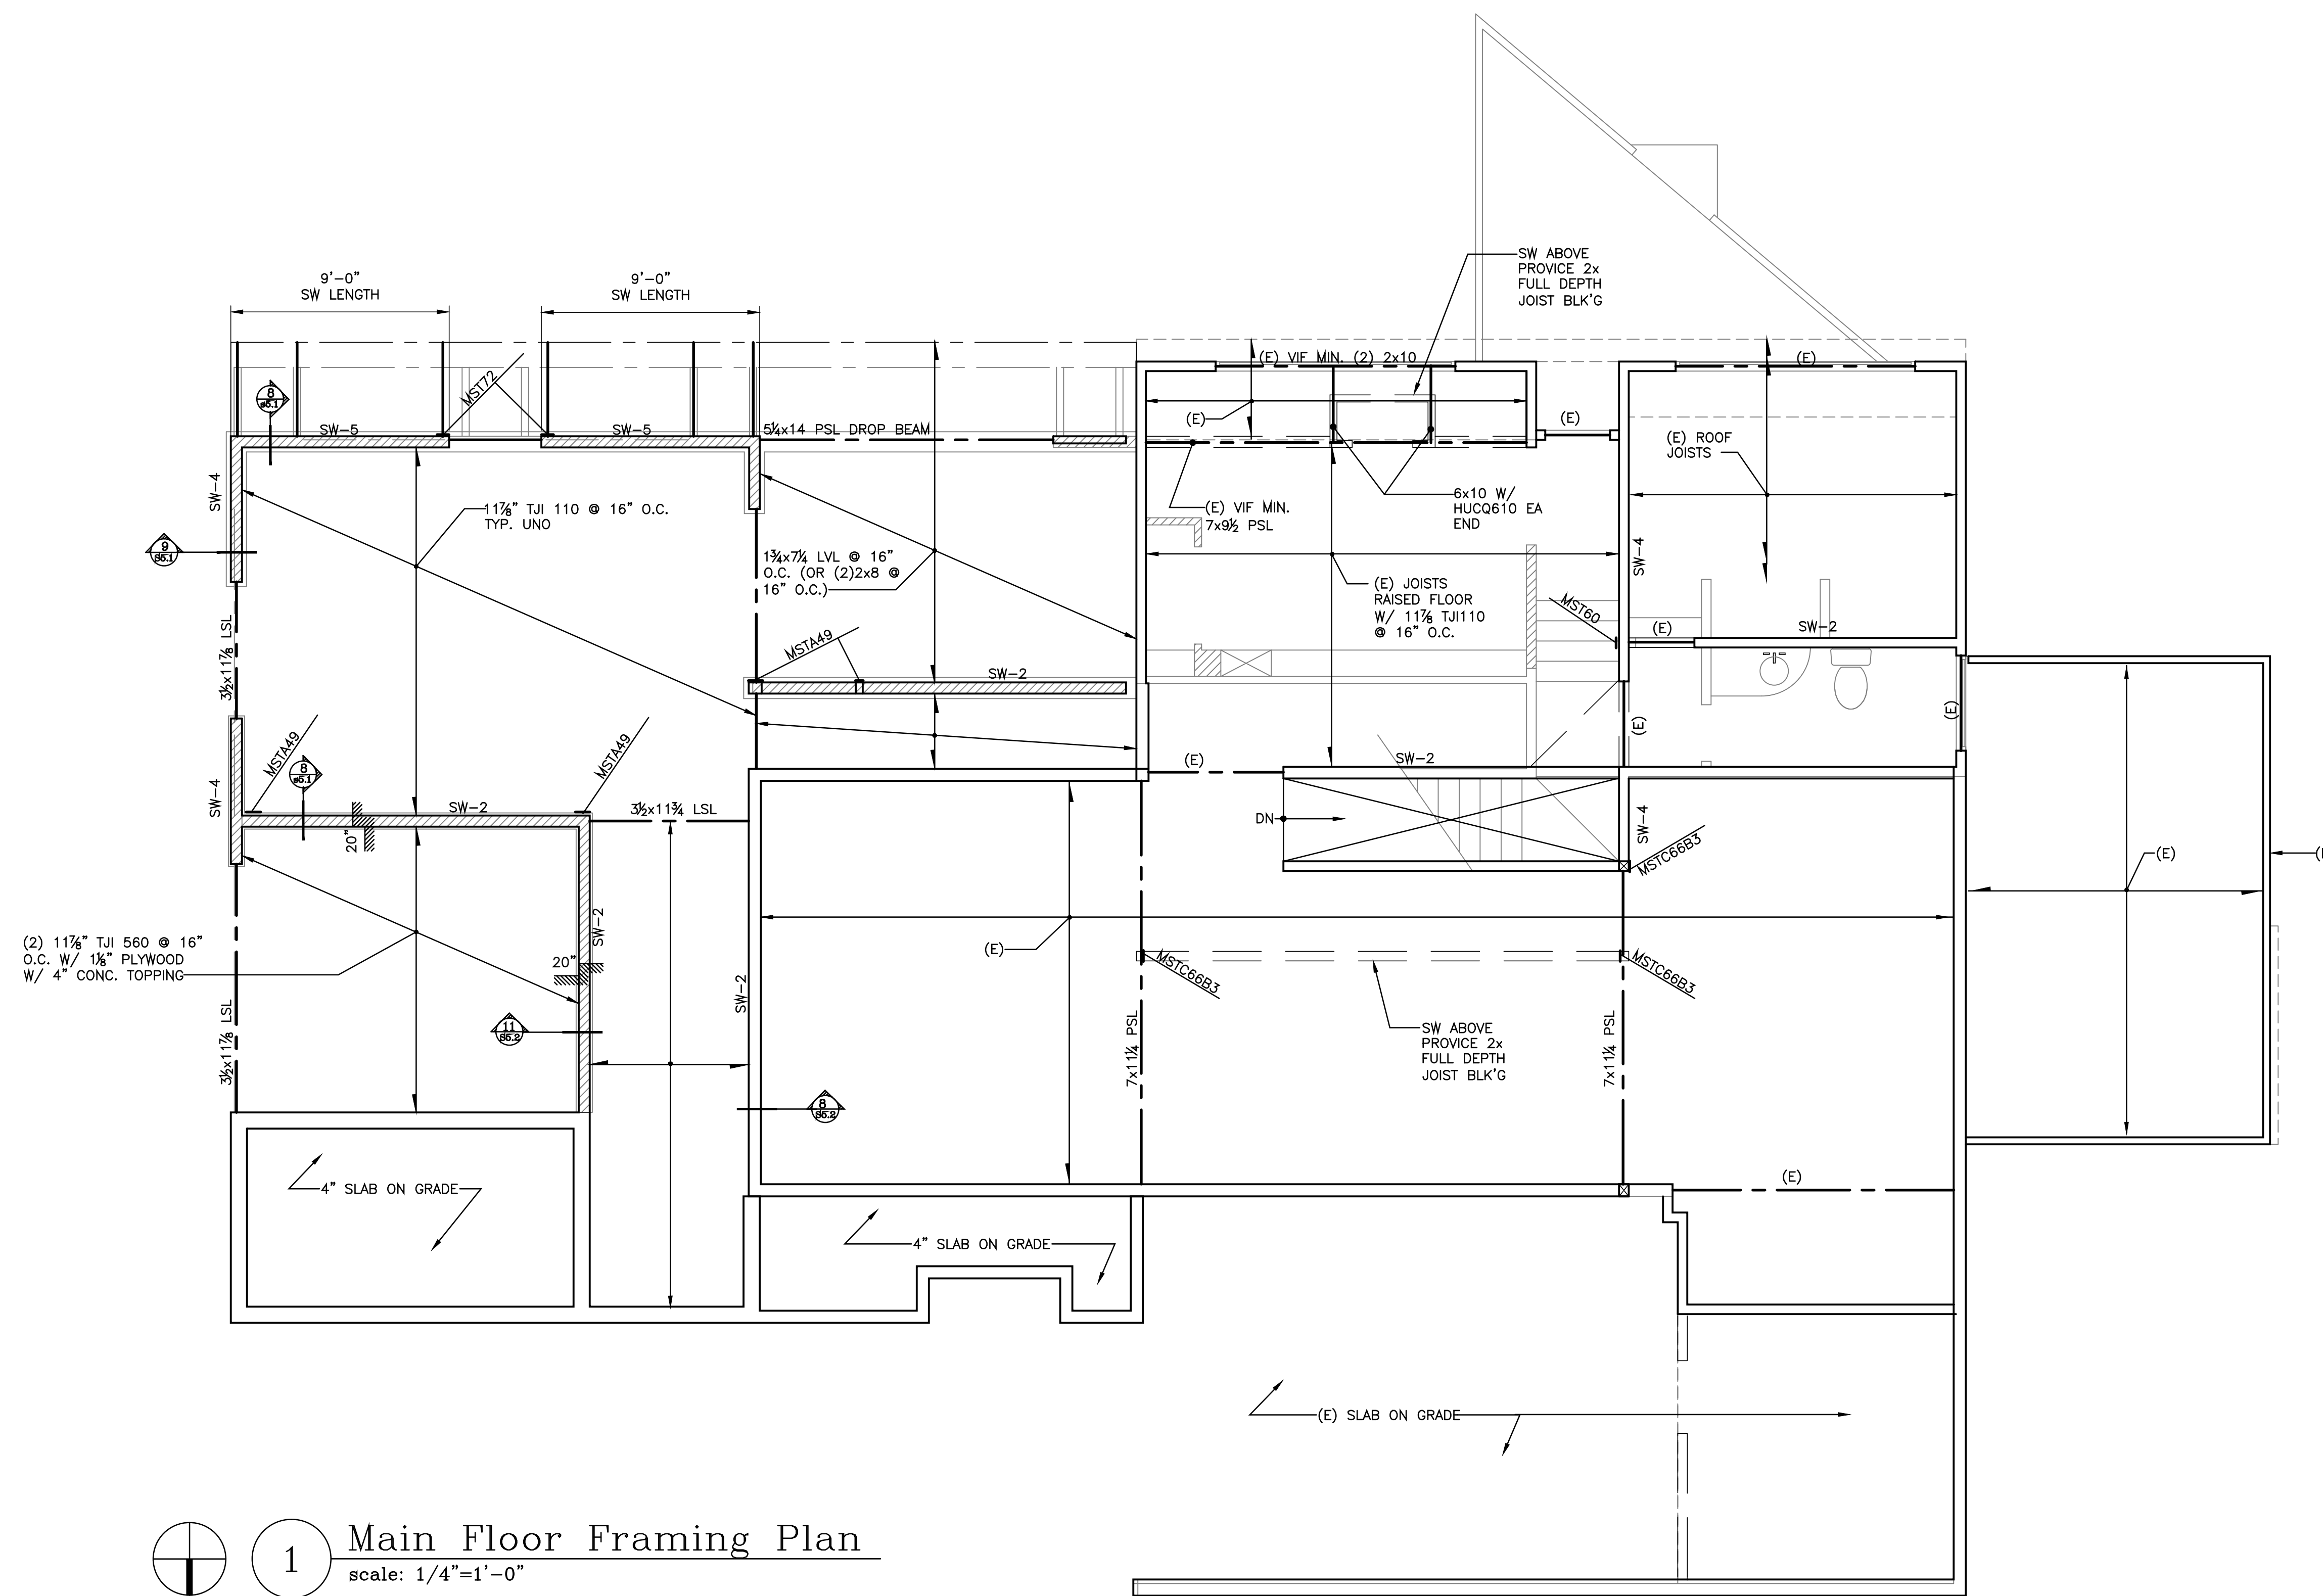 SW ABOVE
PROVICE 2x
FULL DEPTH
JOIST BLK'G
9'-0"
SW LENGTH
9'-0"
SW LENGTH
(E) VIF MIN. (2) 2x10
(E)
MST72
8
s5.1
SW-5
SW-5
5¼x14 PSL DROP BEAM
(E)
(E)
(E) ROOF
JOISTS
SW-4
11⅞" TJI 110 @ 16" O.C.
TYP. UNO
(E) VIF MIN.
7x9½ PSL
6x10 W/
HUCQ610 EA
END
9
S5.1
1¾x7¼ LVL @ 16"
O.C. (OR (2)2x8 @
16" O.C.)
SW-4
(E) JOISTS
RAISED FLOOR
W/ 11⅞ TJI110
@ 16" O.C.
MST60
(E)
SW-2
3½x11⅞ LSL
MSTA49
SW-2
(E)
(E)
MSTA49
MSTA49
8
s5.1
(E)
SW-2
SW-4
SW-2
20"
3½x11¾ LSL
DN
SW-4
MSTC66B3
(E)
(E
(2) 11⅞" TJI 560 @ 16"
O.C. W/ 1⅛" PLYWOOD
W/ 4" CONC. TOPPING
SW-2
20"
(E)
SW-2
MSTC66B3
MSTC66B3
3½x11⅞ LSL
11
S5.2
7x11¼ PSL
SW ABOVE
PROVICE 2x
FULL DEPTH
JOIST BLK'G
7x11¼ PSL
8
S5.2
(E)
4" SLAB ON GRADE
4" SLAB ON GRADE
(E) SLAB ON GRADE
1
Main Floor Framing Plan
scale: 1/4"=1'-0"